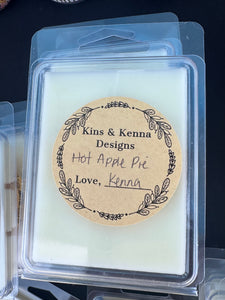 Kins & Kenna
Designs
Hot Apple Pie
Love, Kenna